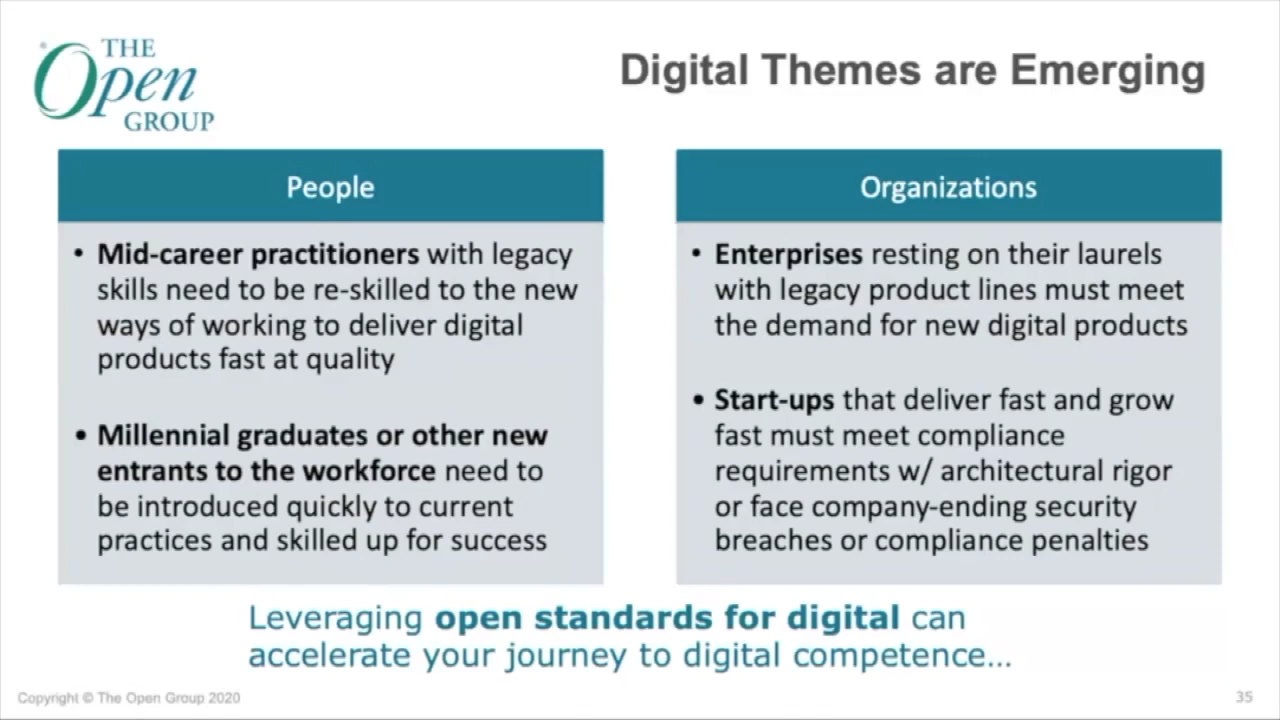 THE
Open
GROUP
Digital Themes are Emerging
People
• Mid-career practitioners with legacy
skills need to be re-skilled to the new
ways of working to deliver digital
products fast at quality
• Millennial graduates or other new
entrants to the workforce need to
be introduced quickly to current
practices and skilled up for success
Organizations
• Enterprises resting on their laurels
with legacy product lines must meet
the demand for new digital products
• Start-ups that deliver fast and grow
fast must meet compliance
requirements w/ architectural rigor
or face company-ending security
breaches or compliance penalties
Leveraging open standards for digital can
accelerate your journey to digital competence…
Copyright © The Open Group 2020
35